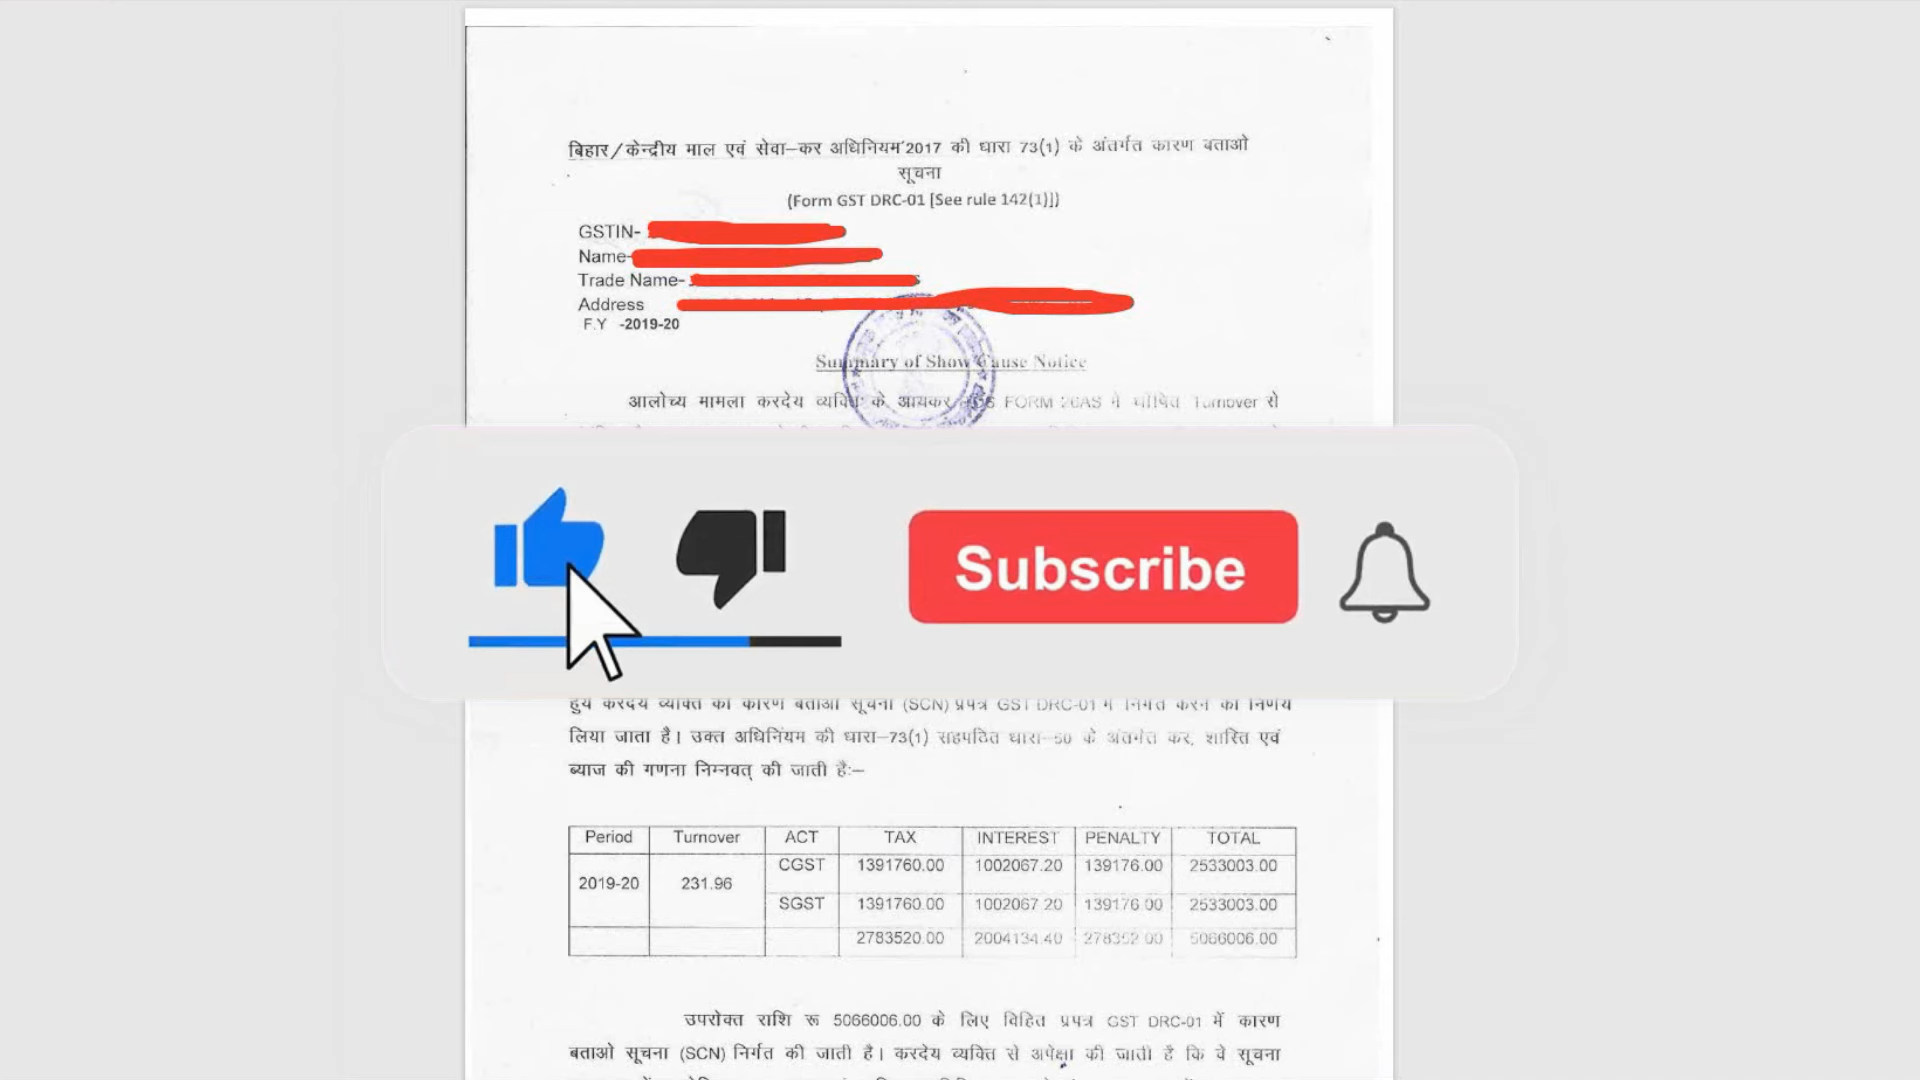 बिहार/केन्द्रीय माल एवं सेवा–कर अधिनियम'2017 की धारा 73(1) के अंतर्गत कारण बताओ
सूचना
(Form GST DRC-01 [See rule 142(1)])
GSTIN-
Name-
Trade Name-
Address
F.Y -2019-20
Summary of Show Cause Notice
आलोच्य मामला करदेय व्यक्ति के आयकर FORM 26AS में घोषित Turnover से
Subscribe
हुये करदेय व्यक्ति को कारण बताओ सूचना (SCN) प्रपत्र GST DRC-01 में निर्गत करने का निर्णय
लिया जाता है। उक्त अधिनियम की धारा–73(1) सहपठित धारा–50 के अंतर्गत कर, शास्ति एवं
ब्याज की गणना निम्नवत् की जाती है:–
Period Turnover ACT TAX INTEREST PENALTY TOTAL
2019-20 231.96 CGST 1391760.00 1002067.20 139176.00 2533003.00
SGST 1391760.00 1002067.20 139176.00 2533003.00
2783520.00 2004134.40 278352.00 5066006.00
उपरोक्त राशि रू 5066006.00 के लिए विहित प्रपत्र GST DRC-01 में कारण
बताओ सूचना (SCN) निर्गत की जाती है। करदेय व्यक्ति से अपेक्षा की जाती है कि वे सूचना